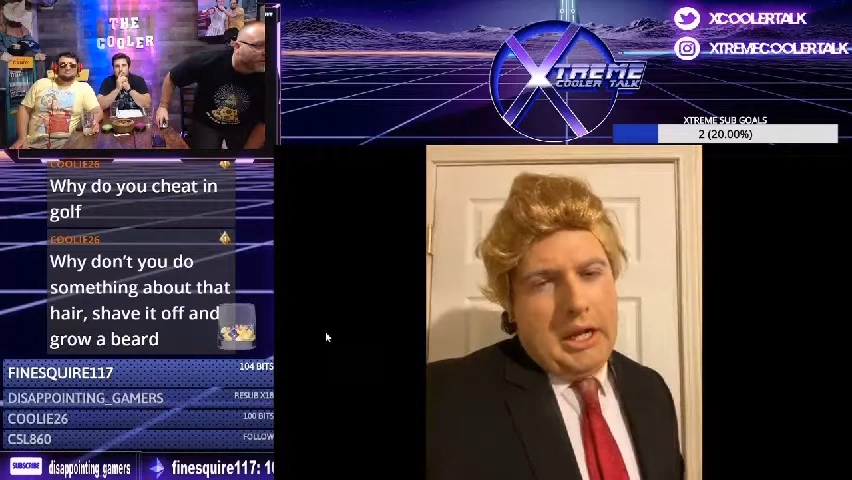 THE
COOLER
XTREME
COOLER TALK
XCOOLERTALK
XTREMECOOLERTALK
XTREME SUB GOALS
2 (20.00%)
COOLIE26
Why do you cheat in
golf
COOLIE26
Why don't you do
something about that
hair, shave it off and
grow a beard
FINESQUIRE117 104 BITS
DISAPPOINTING_GAMERS RESUB X18
COOLIE26 100 BITS
CSL860 FOLLOW
SUBSCRIBE disappointing gamers finesquire117: 10